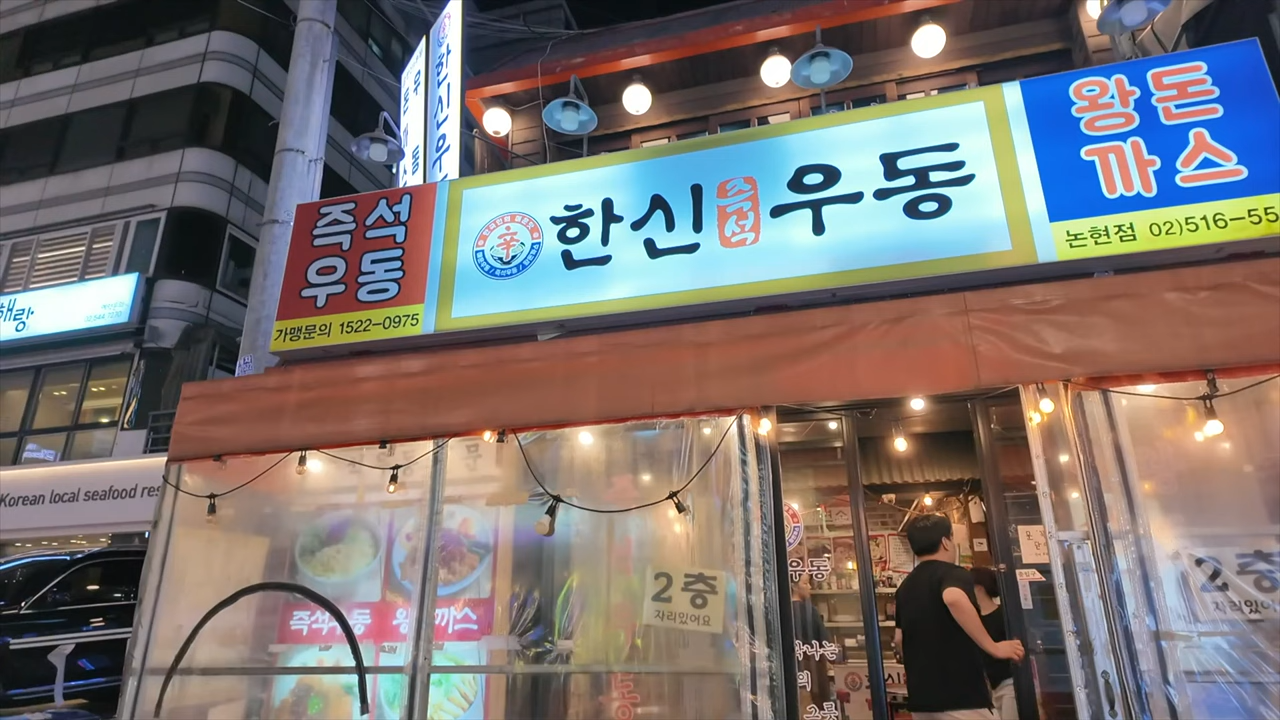 한신우
즉석
우동
가맹문의 1522-0975
辛
한신 즉석 우동
왕돈
까스
논현점 02)516-55
해랑
Korean local seafood res
2층
자리있어요
2층
자리있어요
즉석 동 왕 까스
우동